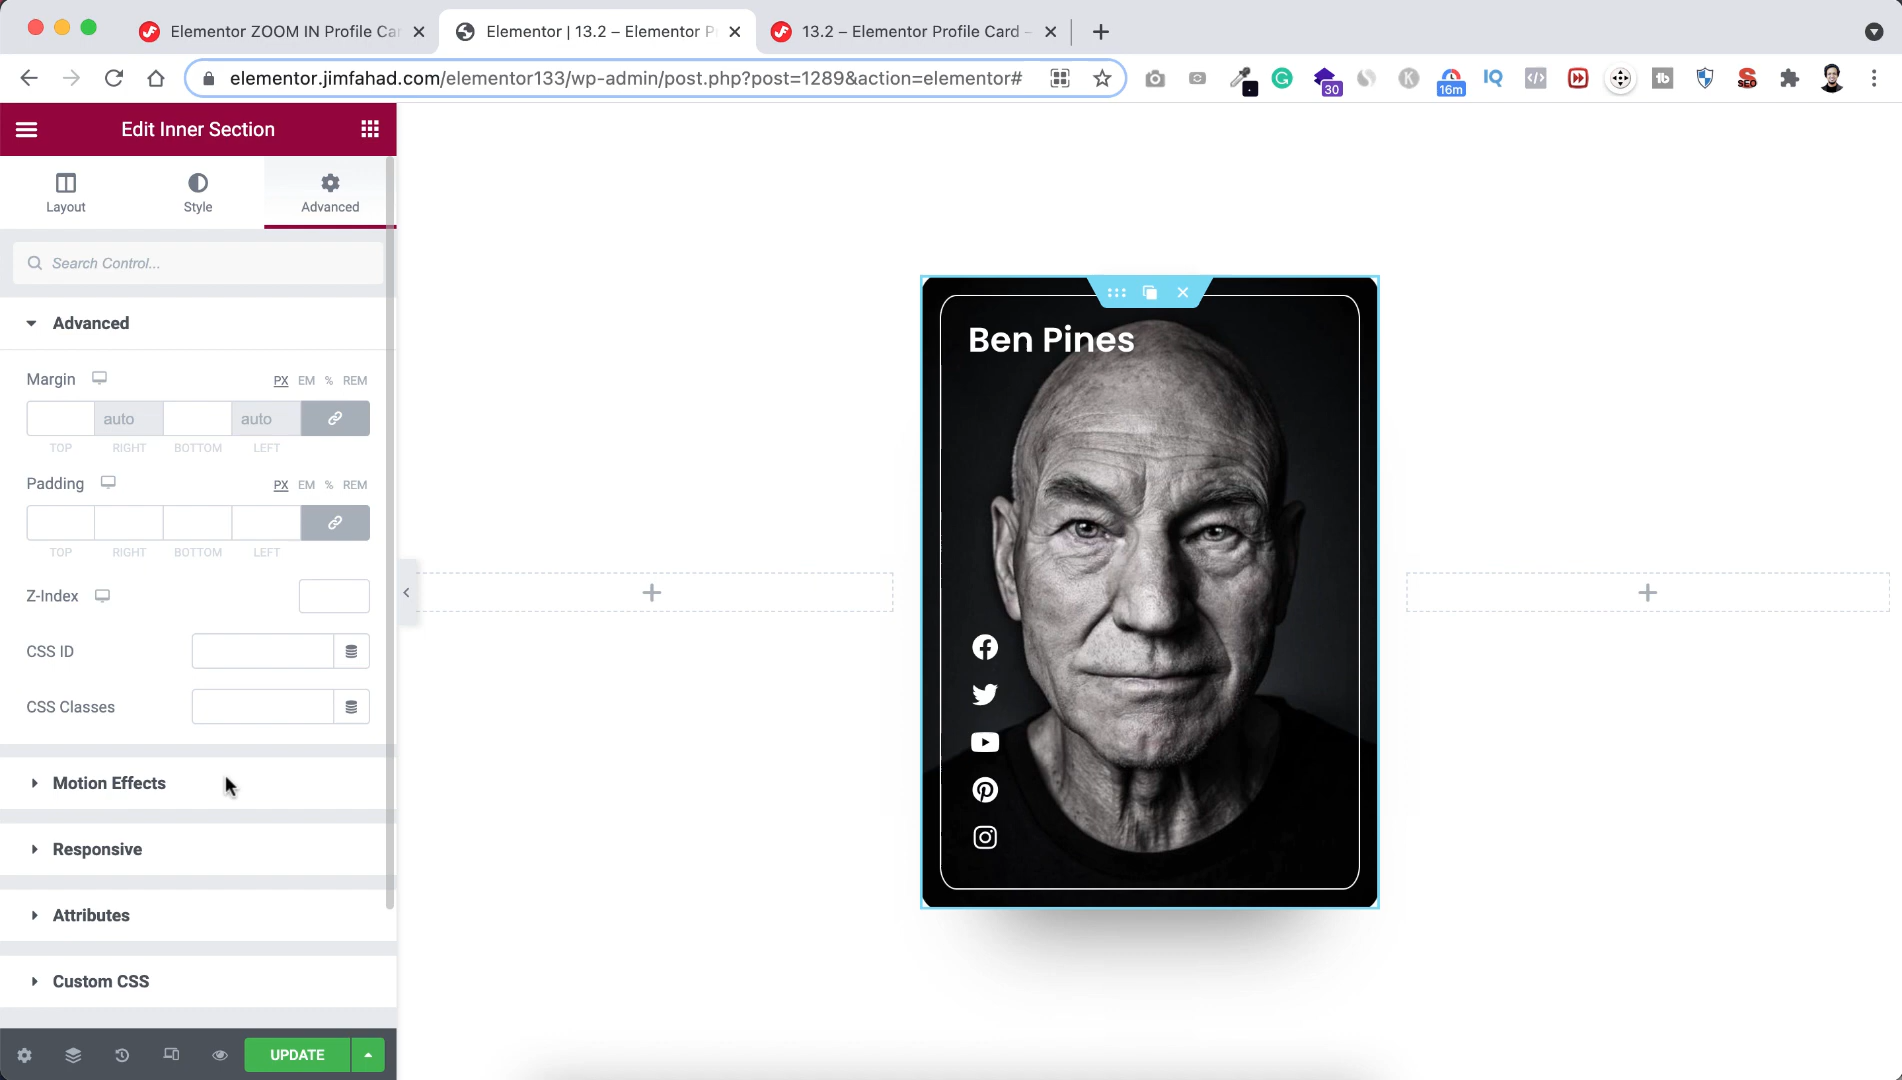 Elementor ZOOM IN Profile Car
Elementor | 13.2 – Elementor P
13.2 – Elementor Profile Card –
elementor.jimfahad.com/elementor133/wp-admin/post.php?post=1289&action=elementor#
30
K
16m
IQ
tb
SEO
Edit Inner Section
Layout
Style
Advanced
Search Control...
Advanced
Margin
PX EM % REM
auto
auto
TOP RIGHT BOTTOM LEFT
Padding
PX EM % REM
TOP RIGHT BOTTOM LEFT
Z-Index
CSS ID
CSS Classes
Motion Effects
Responsive
Attributes
Custom CSS
UPDATE
Ben Pines